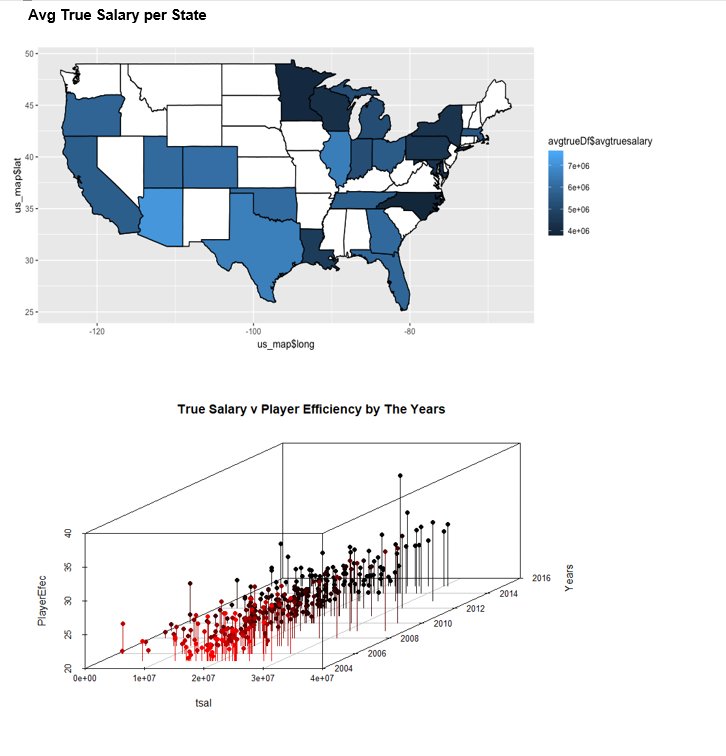 Avg True Salary per State
50
45
40
35
30
25
us_map$lat
-120
-100
-80
us_map$long
avgtrueDf$avgtruesalary
7e+06
6e+06
5e+06
4e+06
True Salary v Player Efficiency by The Years
40
35
30
25
20
PlayerEfec
0e+00 1e+07 2e+07 3e+07 4e+07
tsal
2004
2006
2008
2010
2012
2014
2016
Years